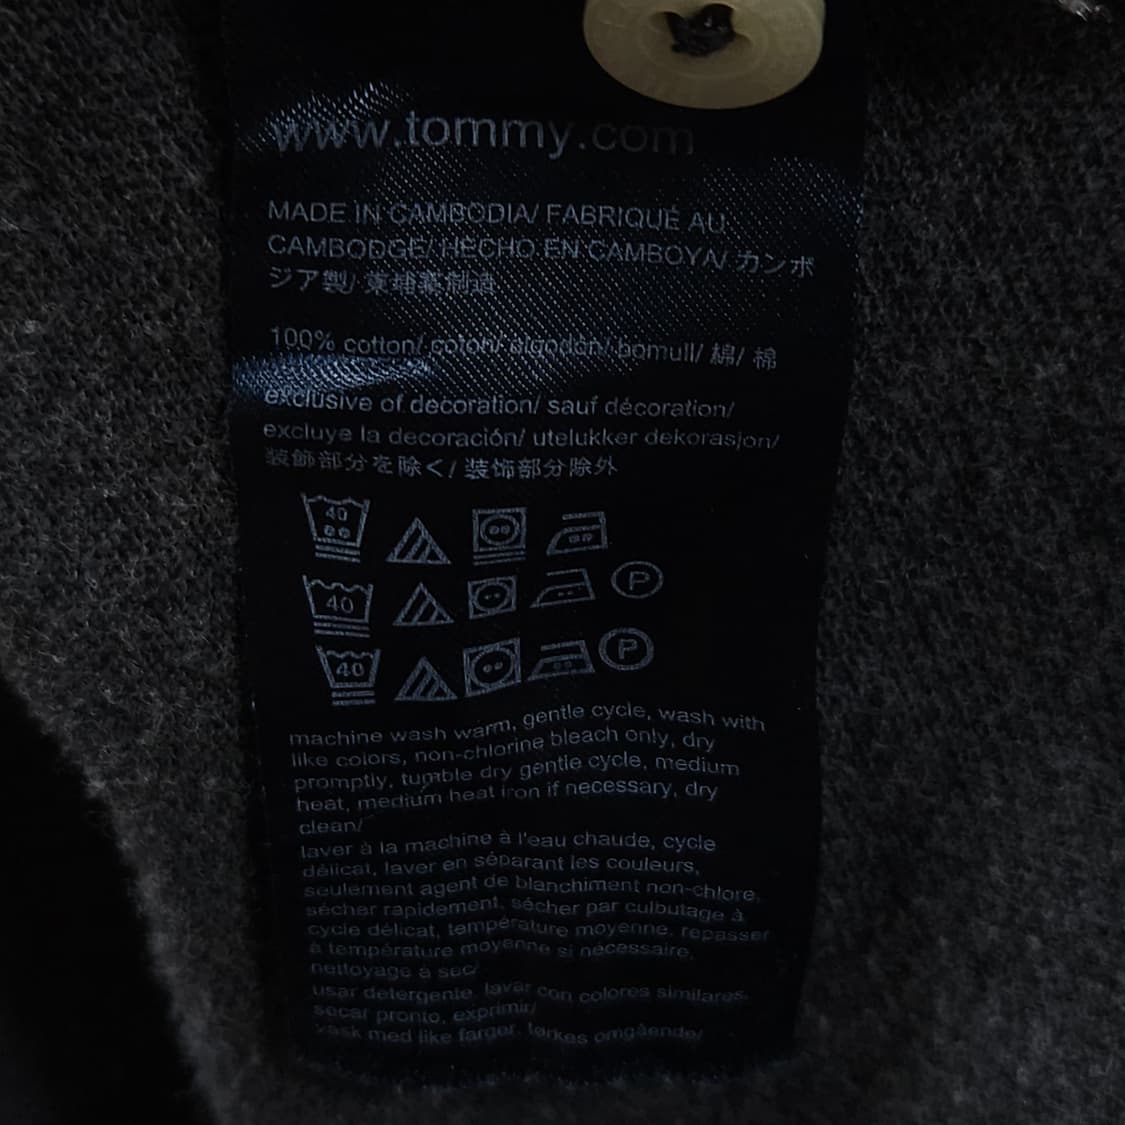 www.tommy.com
MADE IN CAMBODIA/ FABRIQUÉ AU
CAMBODGE/ HECHO EN CAMBOYA/ カンボ
ジア製/ 柬埔寨制造
100% cotton/ coton/ algodón/ bomull/ 綿/ 棉
exclusive of decoration/ sauf décoration/
excluye la decoración/ utelukker dekorasjon/
装飾部分を除く/ 装饰部分除外
40
40 P
40 P
machine wash warm, gentle cycle, wash with
like colors, non-chlorine bleach only, dry
promptly, tumble dry gentle cycle, medium
heat, medium heat iron if necessary, dry
clean/
laver à la machine à l'eau chaude, cycle
délicat, laver en séparant les couleurs,
seulement agent de blanchiment non-chlore,
sécher rapidement, sécher par culbutage à
cycle délicat, température moyenne, repasser
à température moyenne si nécessaire,
nettoyage à sec/
usar detergente, lavar con colores similares,
secar pronto, exprimir/
vask med like farger, tørkes omgående/